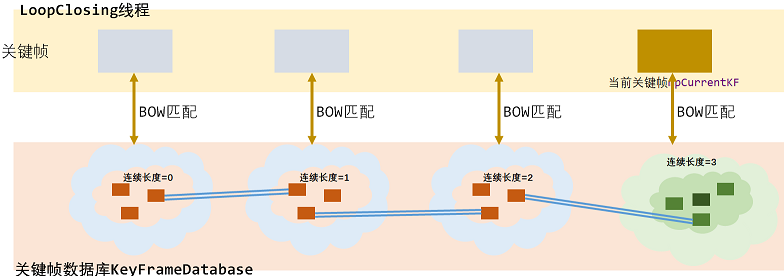 LoopClosing线程
关键帧
当前关键帧mpCurrentKF
BOW匹配 BOW匹配 BOW匹配 BOW匹配
连续长度=0 连续长度=1 连续长度=2 连续长度=3
关键帧数据库KeyFrameDatabase